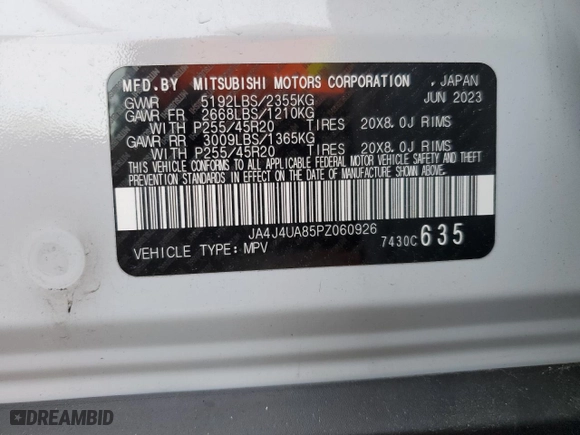 MFD.BY MITSUBISHI MOTORS CORPORATION , JAPAN
GVWR 5192LBS/2355KG JUN 2023
GAWR FR 2668LBS/1210KG
WITH P255/45R20 TIRES 20X8.0J RIMS
GAWR RR 3009LBS/1365KG
WITH P255/45R20 TIRES 20X8.0J RIMS
THIS VEHICLE CONFORMS TO ALL APPLICABLE FEDERAL MOTOR VEHICLE SAFETY AND THEFT
PREVENTION STANDARDS IN EFFECT ON THE DATE OF MANUFACTURE SHOWN ABOVE.
JA4J4UA85PZ060926
VEHICLE TYPE: MPV 7430C 635
DREAMBID